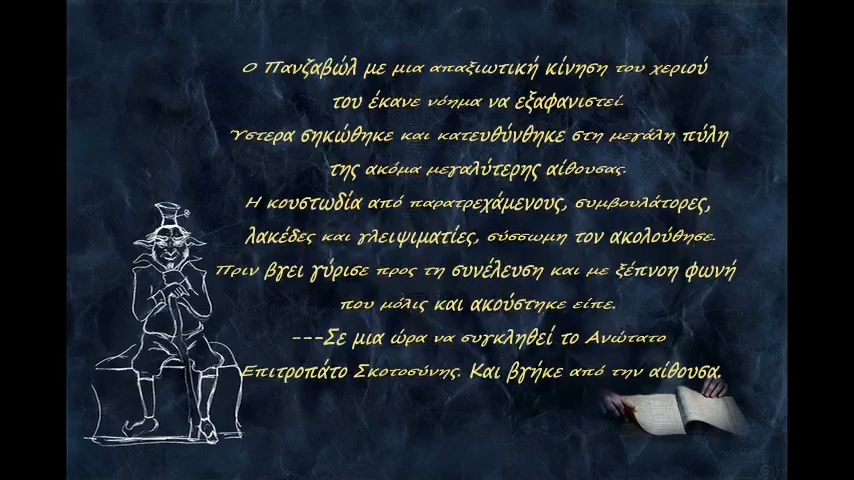 Ο Πανζαβώλ με μια απαξιωτική κίνηση του χεριού
του έκανε νόημα να εξαφανιστεί.
Ύστερα σηκώθηκε και κατευθύνθηκε στη μεγάλη πύλη
της ακόμα μεγαλύτερης αίθουσας.
Η κουστωδία από παρατρεχάμενους, συμβουλάτορες,
λακέδες και γλειψιματίες, σύσσωμη τον ακολούθησε.
Πριν βγει γύρισε προς τη συνέλευση και με ξέπνοη φωνή
που μόλις και ακούστηκε είπε.
---Σε μια ώρα να συγκληθεί το Ανώτατο
Επιτροπάτο Σκοτοσύνης. Και βγήκε από την αίθουσα.